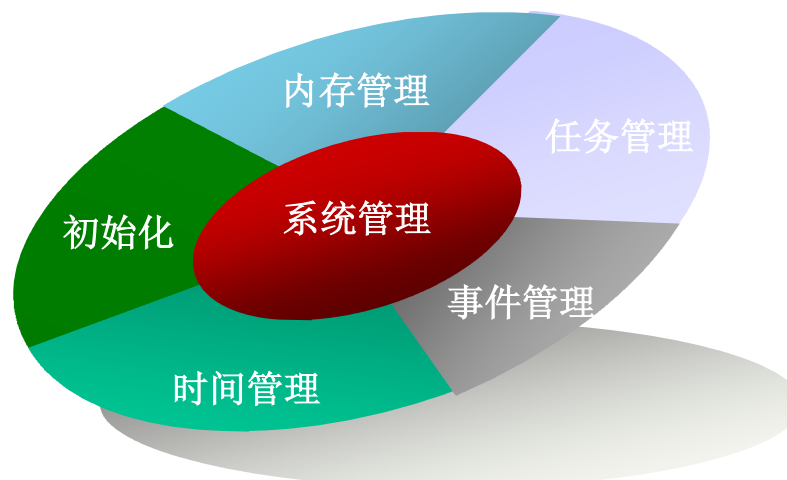 内存管理
任务管理
初始化
系统管理
事件管理
时间管理